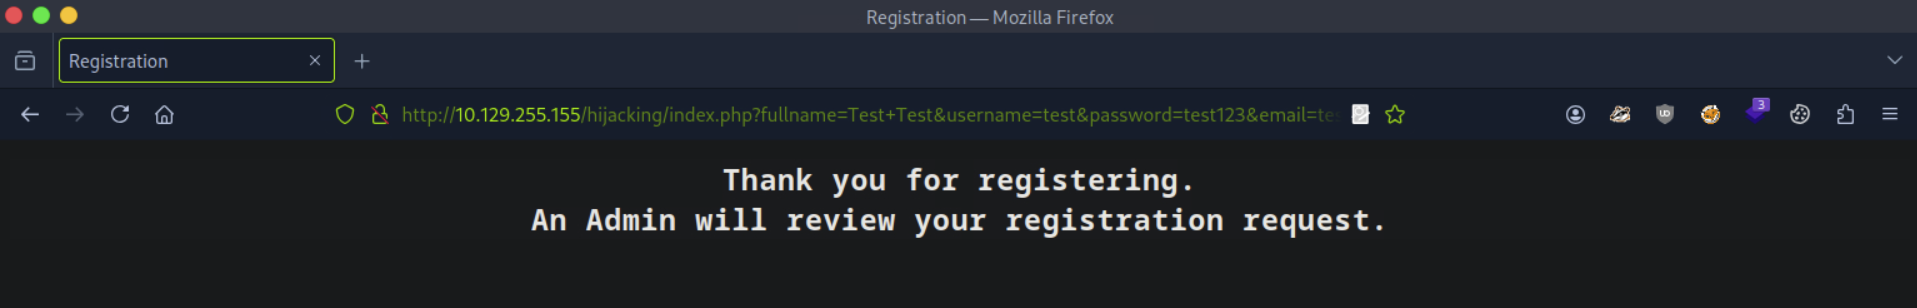 Registration — Mozilla Firefox
Registration
http://10.129.255.155/hijacking/index.php?fullname=Test+Test&username=test&password=test123&email=te
3
Thank you for registering.
An Admin will review your registration request.